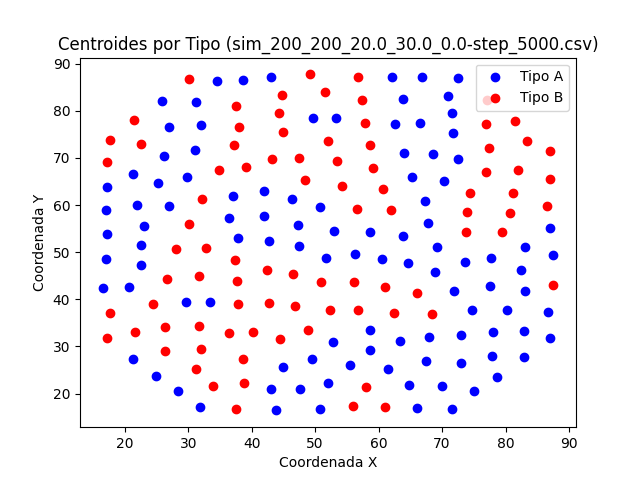 Centroides por Tipo (sim_200_200_20.0_30.0_0.0-step_5000.csv)
Tipo A
Tipo B
Coordenada Y
90
80
70
60
50
40
30
20
20 30 40 50 60 70 80 90
Coordenada X